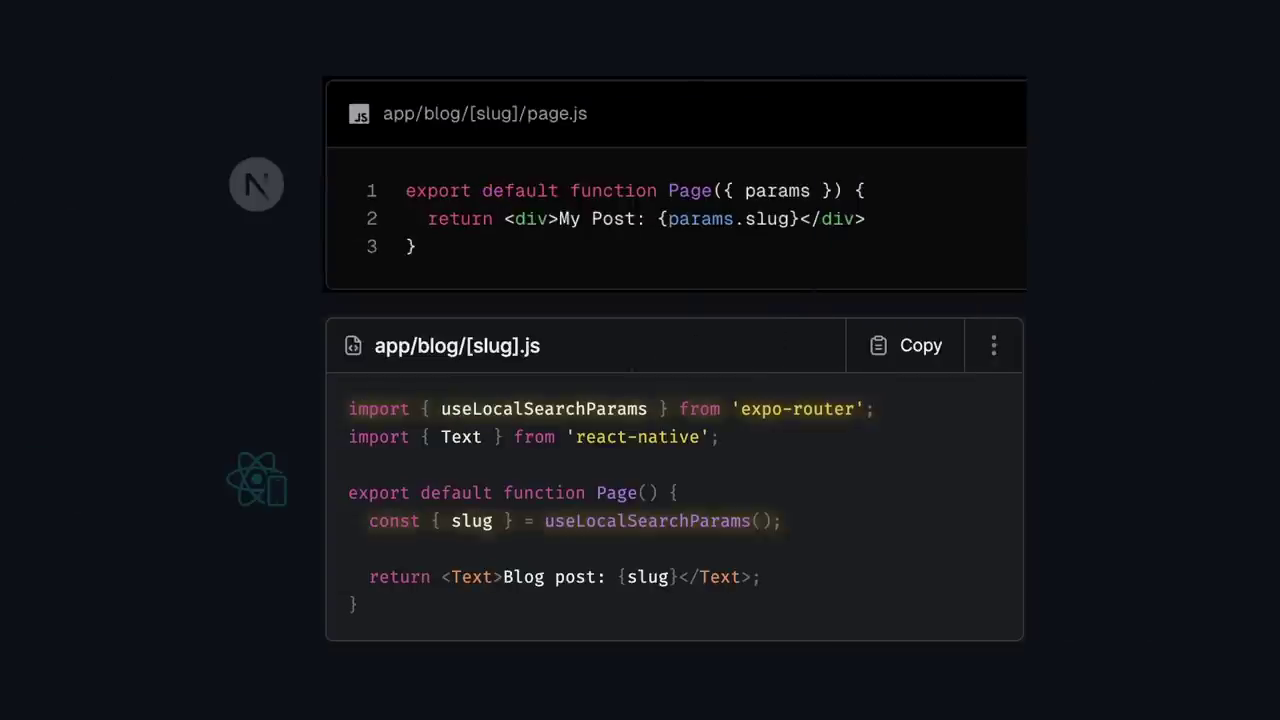 JS app/blog/[slug]/page.js
N
1 export default function Page({ params }) {
2 return <div>My Post: {params.slug}</div>
3 }
app/blog/[slug].js Copy
import { useLocalSearchParams } from 'expo-router';
import { Text } from 'react-native';
export default function Page() {
const { slug } = useLocalSearchParams();
return <Text>Blog post: {slug}</Text>;
}